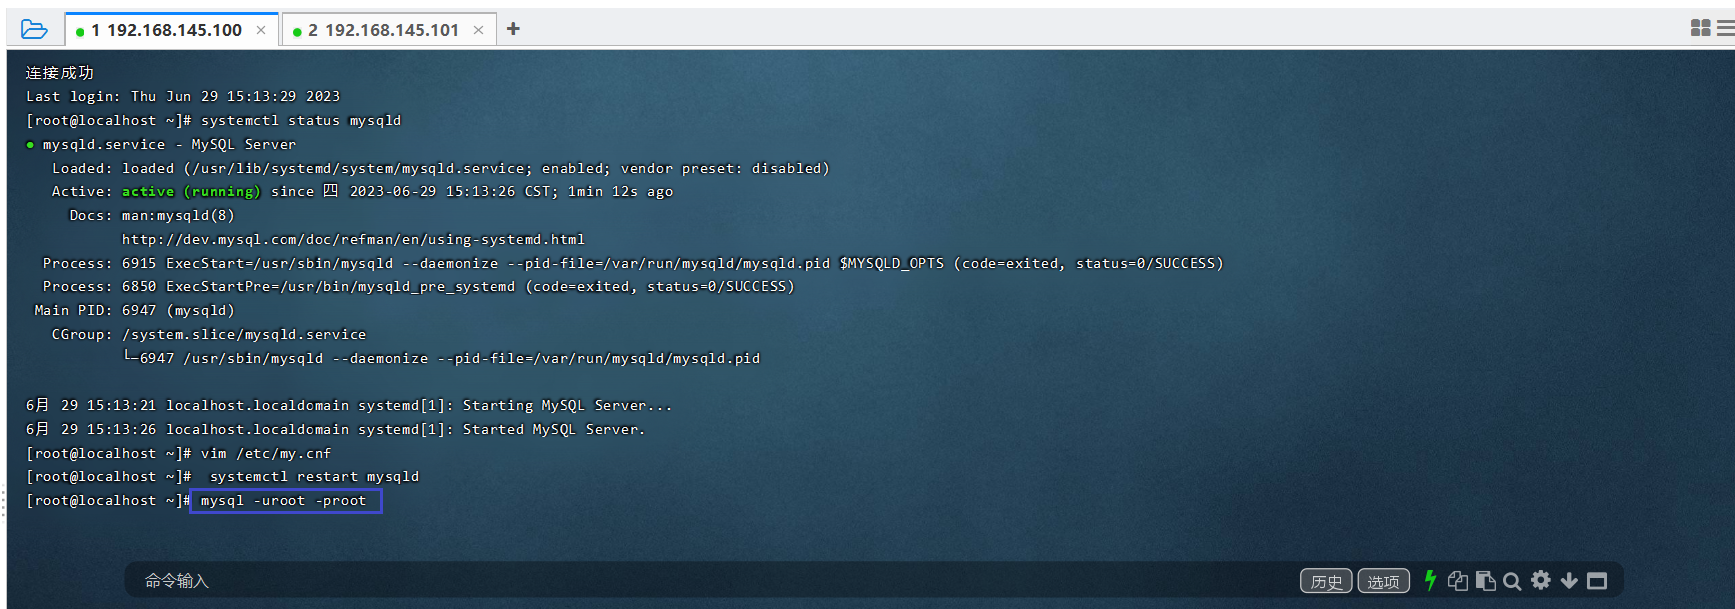 1 192.168.145.100 × 2 192.168.145.101 × +
连接成功
Last login: Thu Jun 29 15:13:29 2023
[root@localhost ~]# systemctl status mysqld
● mysqld.service - MySQL Server
   Loaded: loaded (/usr/lib/systemd/system/mysqld.service; enabled; vendor preset: disabled)
   Active: active (running) since 四 2023-06-29 15:13:26 CST; 1min 12s ago
     Docs: man:mysqld(8)
           http://dev.mysql.com/doc/refman/en/using-systemd.html
  Process: 6915 ExecStart=/usr/sbin/mysqld --daemonize --pid-file=/var/run/mysqld/mysqld.pid $MYSQLD_OPTS (code=exited, status=0/SUCCESS)
  Process: 6850 ExecStartPre=/usr/bin/mysqld_pre_systemd (code=exited, status=0/SUCCESS)
 Main PID: 6947 (mysqld)
   CGroup: /system.slice/mysqld.service
           └─6947 /usr/sbin/mysqld --daemonize --pid-file=/var/run/mysqld/mysqld.pid
6月 29 15:13:21 localhost.localdomain systemd[1]: Starting MySQL Server...
6月 29 15:13:26 localhost.localdomain systemd[1]: Started MySQL Server.
[root@localhost ~]# vim /etc/my.cnf
[root@localhost ~]#  systemctl restart mysqld
[root@localhost ~]# mysql -uroot -proot
命令输入 历史 选项